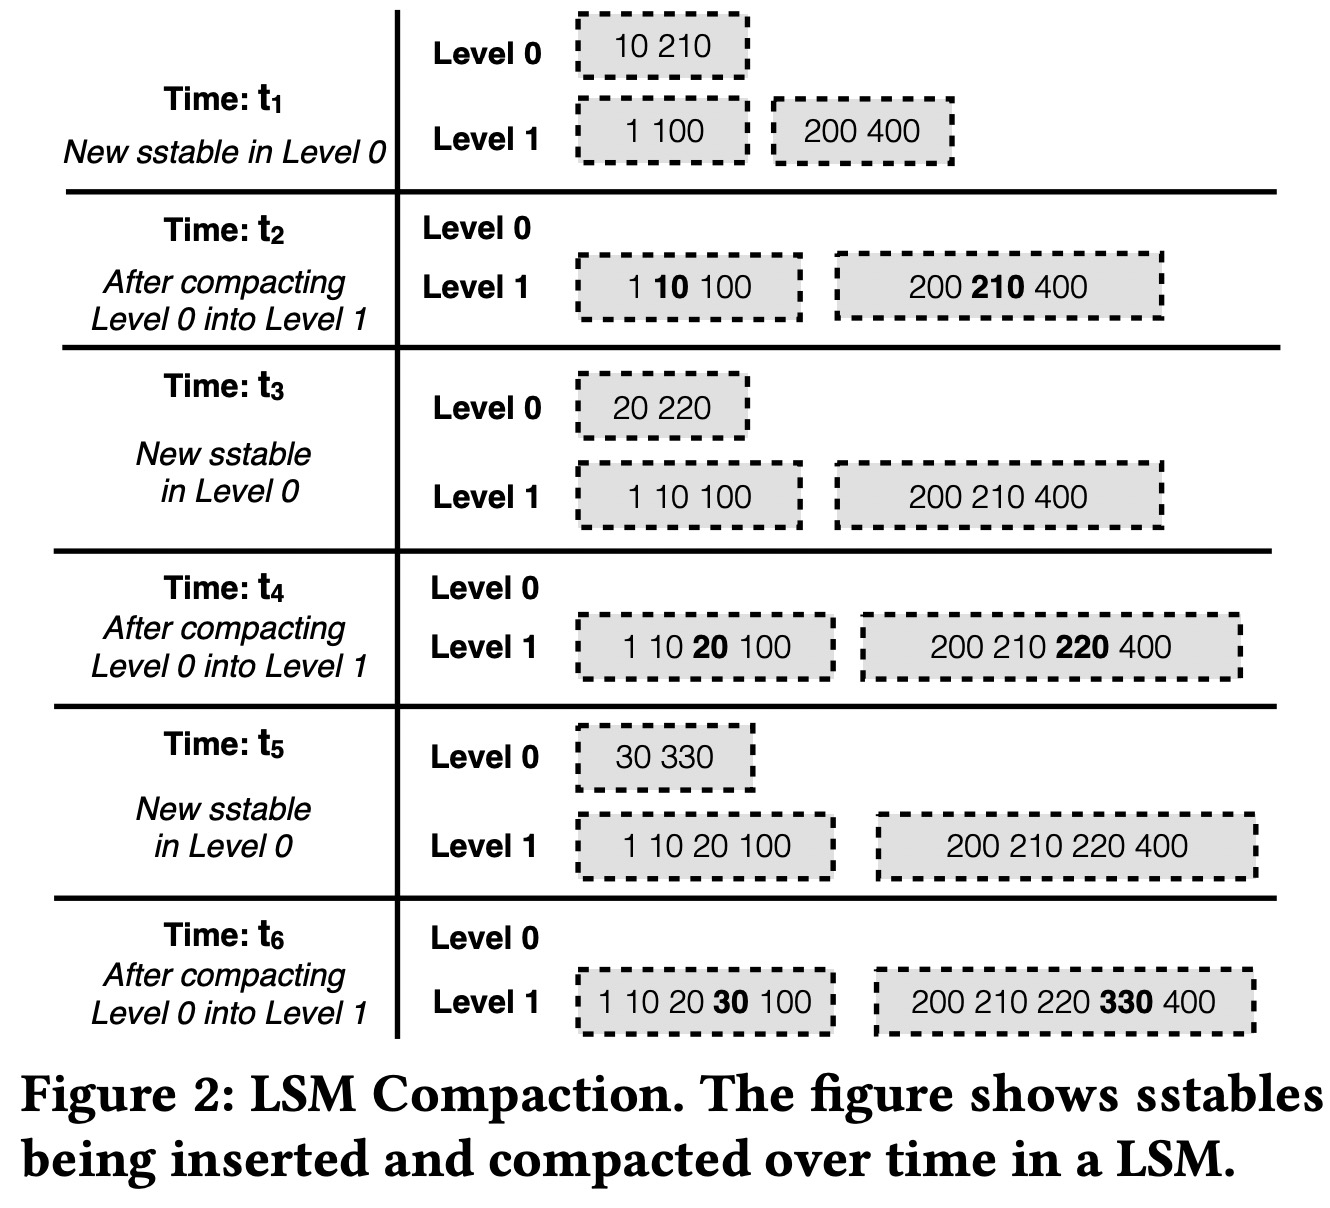 Level 0 10 210
Time: t1
Level 1 1 100 200 400
New sstable in Level 0
Time: t2 Level 0
After compacting Level 1 1 10 100 200 210 400
Level 0 into Level 1
Time: t3
Level 0 20 220
New sstable
in Level 0 Level 1 1 10 100 200 210 400
Time: t4 Level 0
After compacting
Level 1 1 10 20 100 200 210 220 400
Level 0 into Level 1
Time: t5
Level 0 30 330
New sstable
in Level 0 Level 1 1 10 20 100 200 210 220 400
Time: t6 Level 0
After compacting
Level 1 1 10 20 30 100 200 210 220 330 400
Level 0 into Level 1
Figure 2: LSM Compaction. The figure shows sstables
being inserted and compacted over time in a LSM.